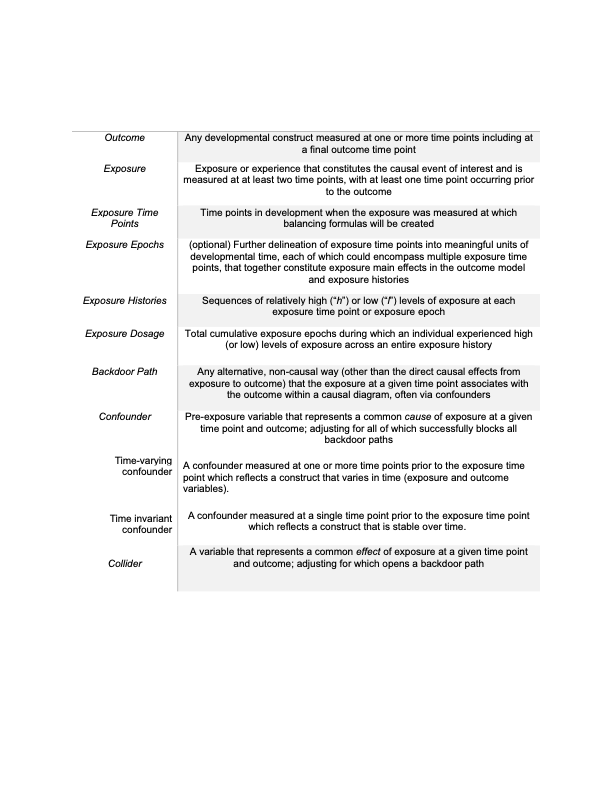 Outcome
Any developmental construct measured at one or more time points including at
a final outcome time point
Exposure
Exposure or experience that constitutes the causal event of interest and is
measured at at least two time points, with at least one time point occurring prior
to the outcome
Exposure Time
Points
Time points in development when the exposure was measured at which
balancing formulas will be created
Exposure Epochs
(optional) Further delineation of exposure time points into meaningful units of
developmental time, each of which could encompass multiple exposure time
points, that together constitute exposure main effects in the outcome model
and exposure histories
Exposure Histories
Sequences of relatively high (“h”) or low (“l”) levels of exposure at each
exposure time point or exposure epoch
Exposure Dosage
Total cumulative exposure epochs during which an individual experienced high
(or low) levels of exposure across an entire exposure history
Backdoor Path
Any alternative, non-causal way (other than the direct causal effects from
exposure to outcome) that the exposure at a given time point associates with
the outcome within a causal diagram, often via confounders
Confounder
Pre-exposure variable that represents a common cause of exposure at a given
time point and outcome; adjusting for all of which successfully blocks all
backdoor paths
Time-varying
confounder
A confounder measured at one or more time points prior to the exposure time
point which reflects a construct that varies in time (exposure and outcome
variables).
Time invariant
confounder
A confounder measured at a single time point prior to the exposure time point
which reflects a construct that is stable over time.
Collider
A variable that represents a common effect of exposure at a given time point
and outcome; adjusting for which opens a backdoor path